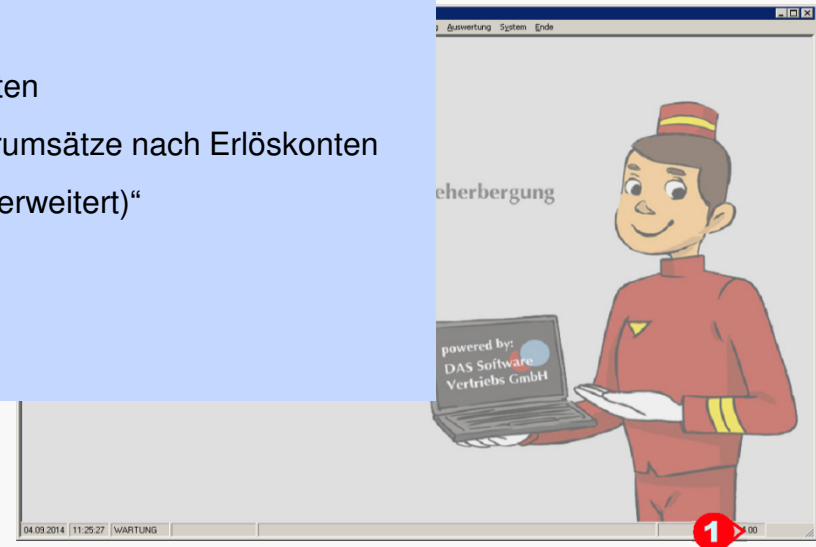 Auswertung System Ende
ten
rumsätze nach Erlöskonten
erweitert)“
eherbergung
powered by:
DAS Software
Vertriebs GmbH
04.09.2014 11:25:27 WARTUNG
1
00